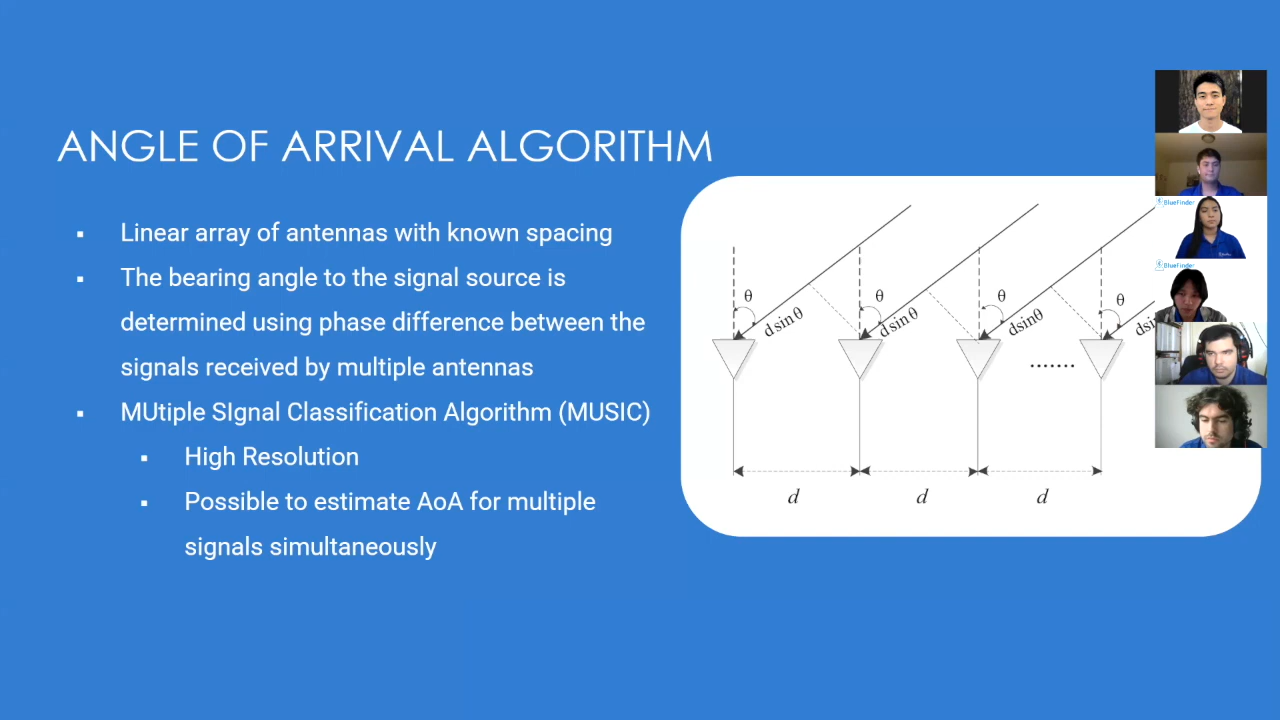 ANGLE OF ARRIVAL ALGORITHM
▪ Linear array of antennas with known spacing
▪ The bearing angle to the signal source is
determined using phase difference between the
signals received by multiple antennas
▪ MUtiple SIgnal Classification Algorithm (MUSIC)
▪ High Resolution
▪ Possible to estimate AoA for multiple
signals simultaneously
θ θ θ θ
d sin θ d sin θ dsinθ dsi
.......
d d d
BlueFinder
BlueFinder